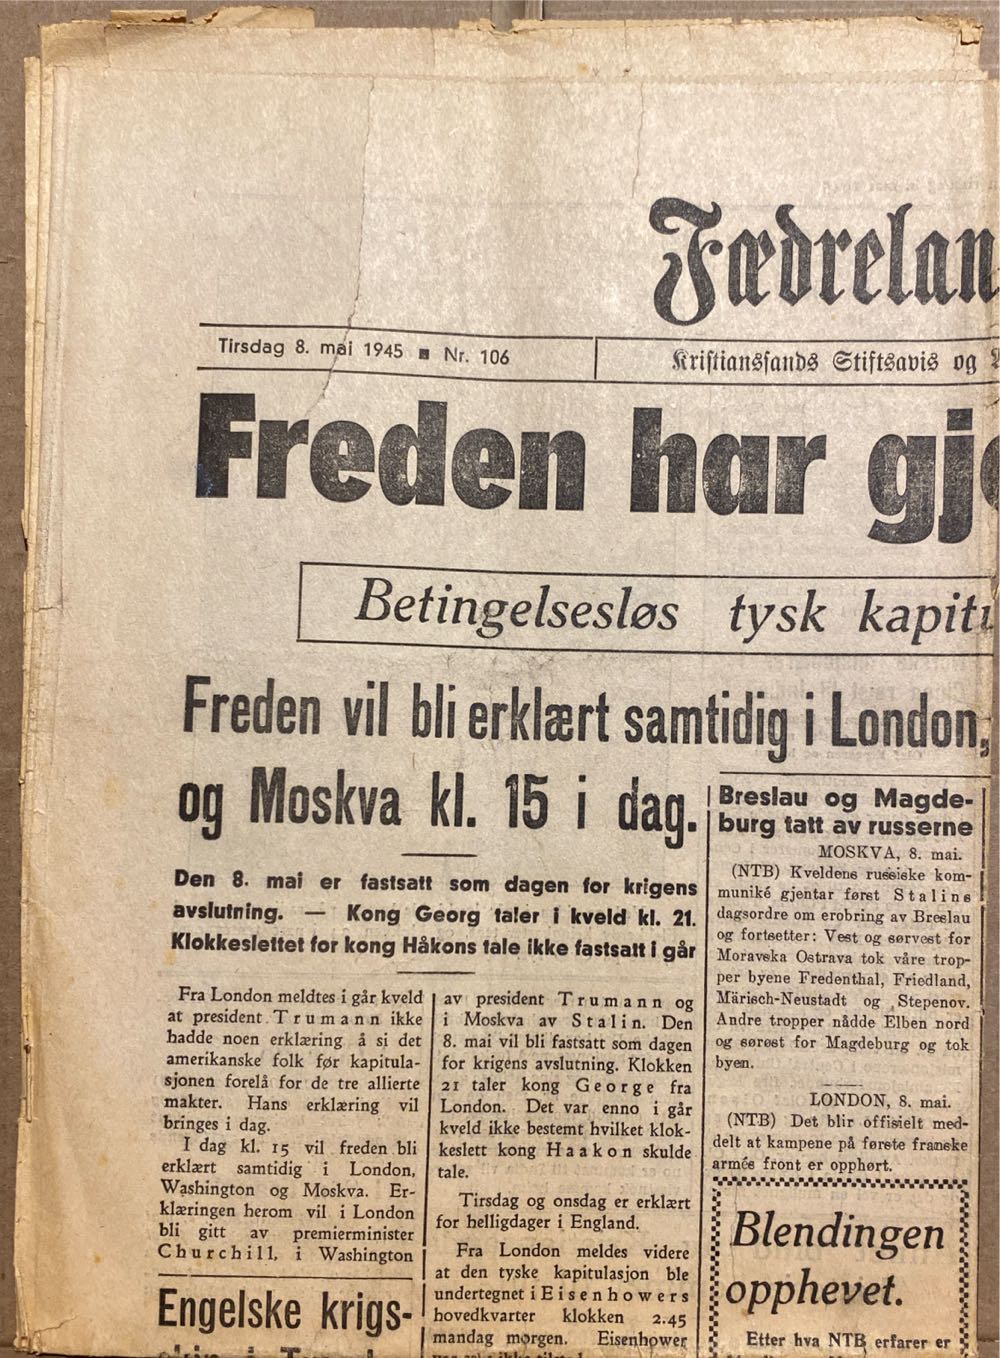 Fædrelan
Tirsdag 8. mai 1945 ■ Nr. 106
Kristianssands Stiftsavis og
Freden har gj
Betingelsesløs tysk kapitu
Freden vil bli erklært samtidig i London,
og Moskva kl. 15 i dag.
Den 8. mai er fastsatt som dagen for krigens
avslutning. — Kong Georg taler i kveld kl. 21.
Klokkeslettet for kong Håkons tale ikke fastsatt i går
Fra London meldtes i går kveld
at president Trumann ikke
hadde noen erklæring å si det
amerikanske folk før kapitula-
sjonen forelå for de tre allierte
makter. Hans erklæring vil
bringes i dag.
I dag kl. 15 vil freden bli
erklært samtidig i London,
Washington og Moskva. Er-
klæringen herom vil i London
bli gitt av premierminister
Churchill, i Washington
Engelske krigs-
av president Trumann og
i Moskva av Stalin. Den
8. mai vil bli fastsatt som dagen
for krigens avslutning. Klokken
21 taler kong George fra
London. Det var enno i går
kveld ikke bestemt hvilket klok-
keslett kong Haakon skulde
tale.
Tirsdag og onsdag er erklært
for helligdager i England.
Fra London meldes videre
at den tyske kapitulasjon ble
undertegnet i Eisenhowers
hovedkvarter klokken 2.45
mandag morgen. Eisenhower
Breslau og Magde-
burg tatt av russerne
MOSKVA, 8. mai.
(NTB) Kveldens russiske kom-
muniké gjentar først Stalins
dagsordre om erobring av Breslau
og fortsetter: Vest og sørvest for
Moravska Ostrava tok våre trop-
per byene Fredenthal, Friedland,
Märisch-Neustadt og Stepenov.
Andre tropper nådde Elben nord
og sørøst for Magdeburg og tok
byen.
LONDON, 8. mai.
(NTB) Det blir offisielt med-
delt at kampene på første franske
armés front er opphørt.
Blendingen
opphevet.
Etter hva NTB erfarer er